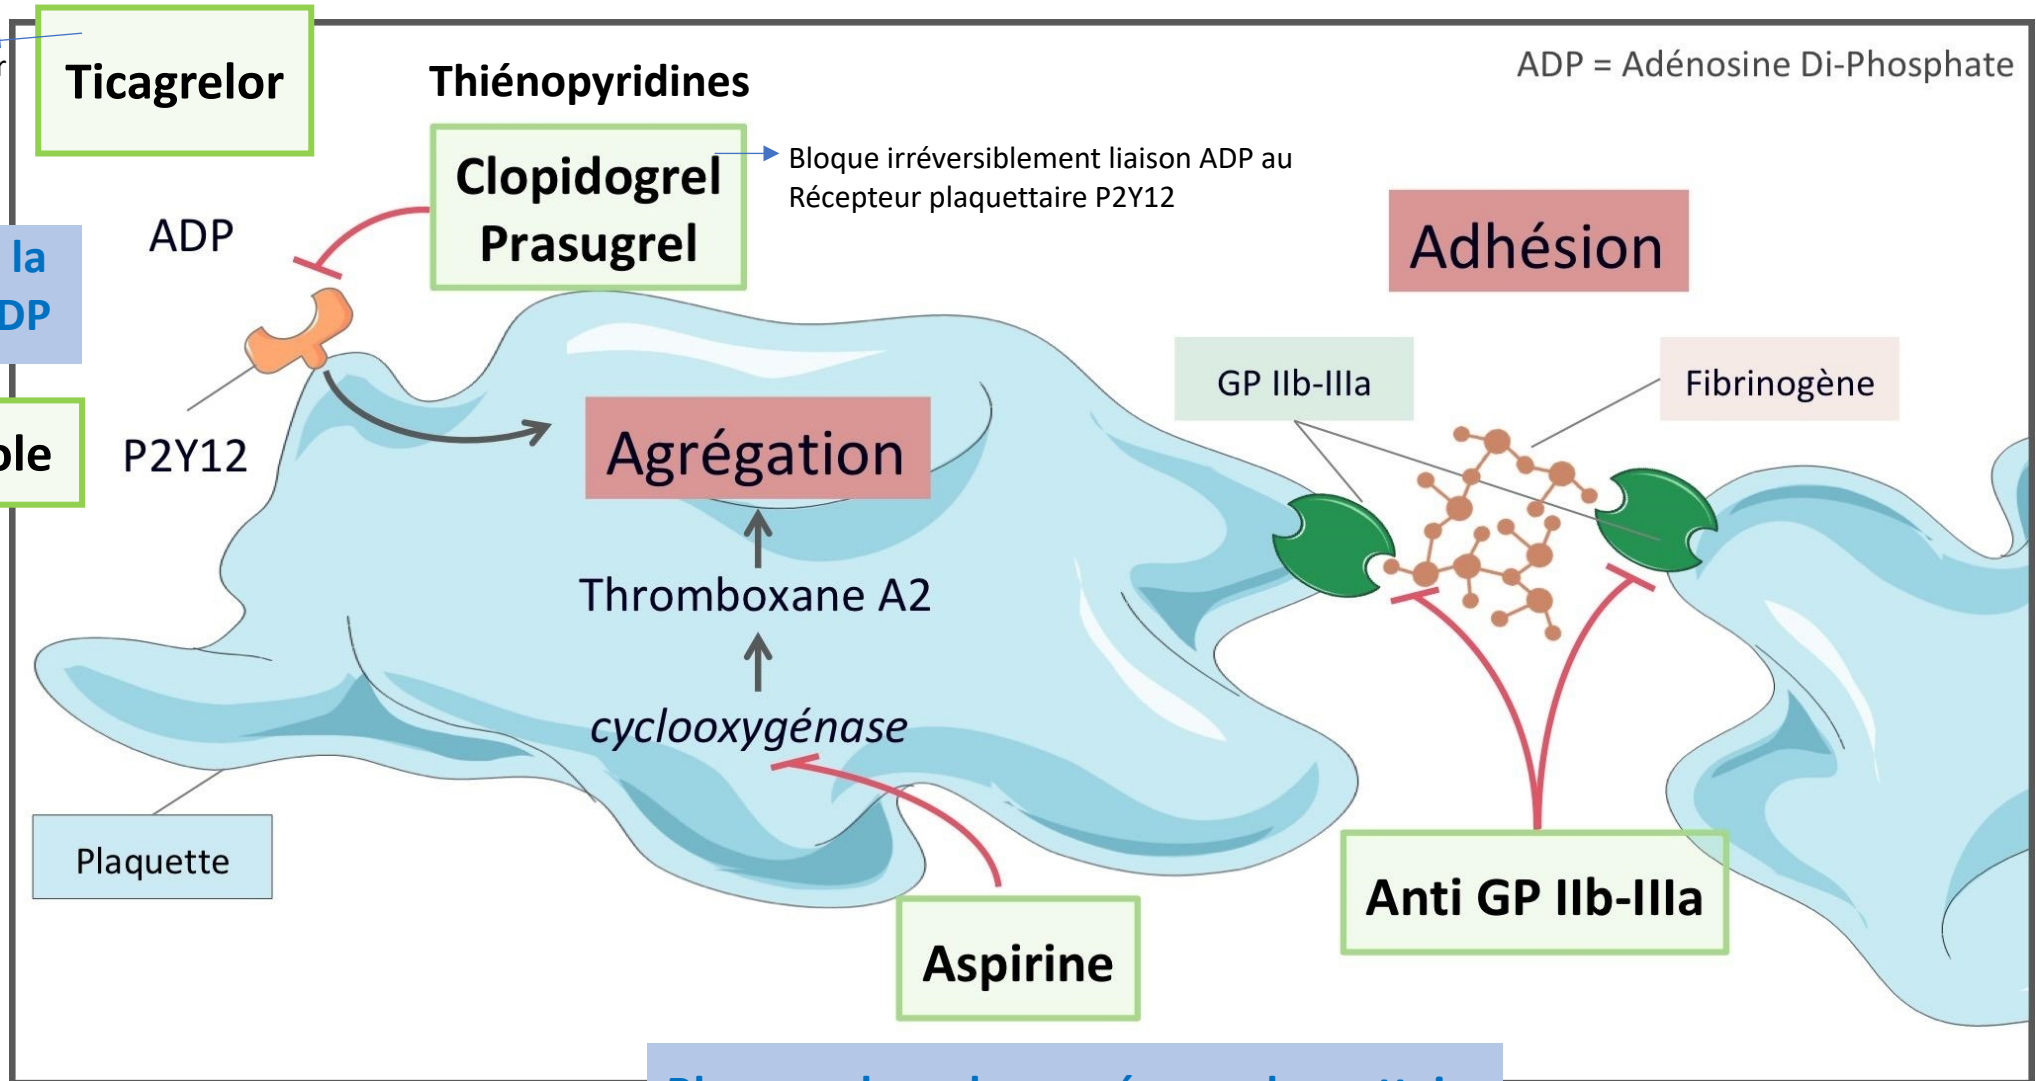 Ticagrelor
Thiénopyridines
ADP = Adénosine Di-Phosphate
Clopidogrel
Prasugrel
Bloque irréversiblement liaison ADP au
Récepteur plaquettaire P2Y12
ADP
la
DP
Adhésion
GP IIb-IIIa
Fibrinogène
P2Y12
Agrégation
Thromboxane A2
cyclooxygénase
Plaquette
Anti GP IIb-IIIa
Aspirine